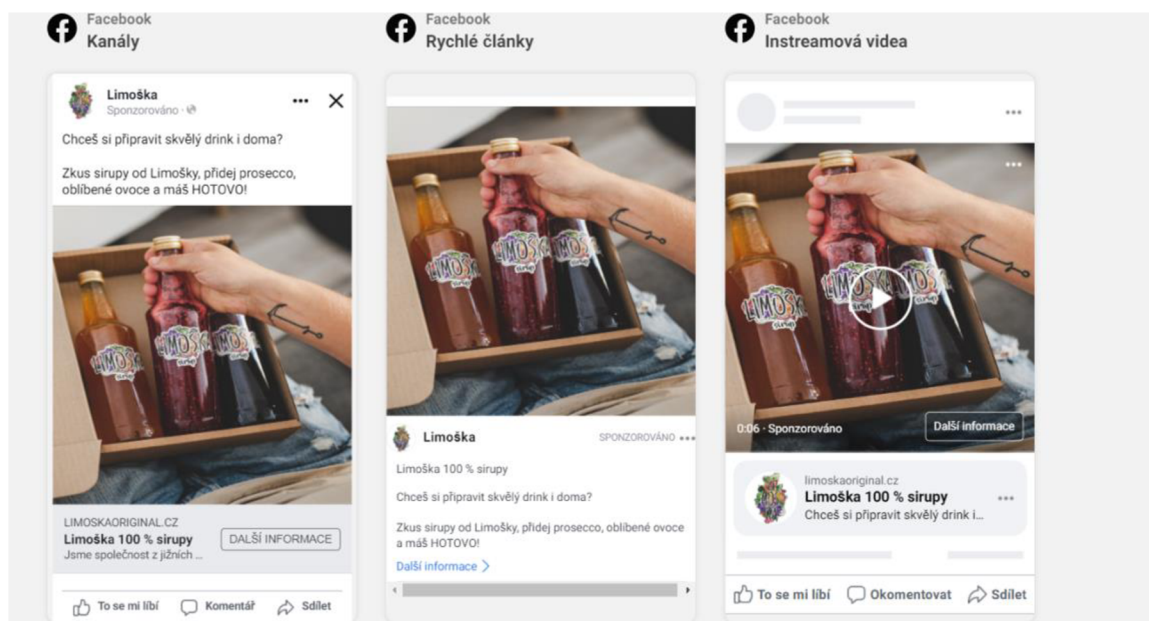 Facebook
Kanály
Limoška
Sponzorováno ·
Chceš si připravit skvělý drink i doma?
Zkus sirupy od Limošky, přidej prosecco,
oblíbené ovoce a máš HOTOVO!
LIMOSKA
sirup
LIMOSKAORIGINAL.CZ
Limoška 100 % sirupy
DALŠÍ INFORMACE
Jsme společnost z jižních ...
To se mi líbí
Komentář
Sdílet
Facebook
Rychlé články
Limoška
SPONZOROVÁNO
Limoška 100 % sirupy
Chceš si připravit skvělý drink i doma?
Zkus sirupy od Limošky, přidej prosecco, oblíbené ovoce
a máš HOTOVO!
Další informace
Facebook
Instreamová videa
0:06 · Sponzorováno
Další informace
limoskaoriginal.cz
Limoška 100 % sirupy
Chceš si připravit skvělý drink i...
To se mi líbí
Okomentovat
Sdílet